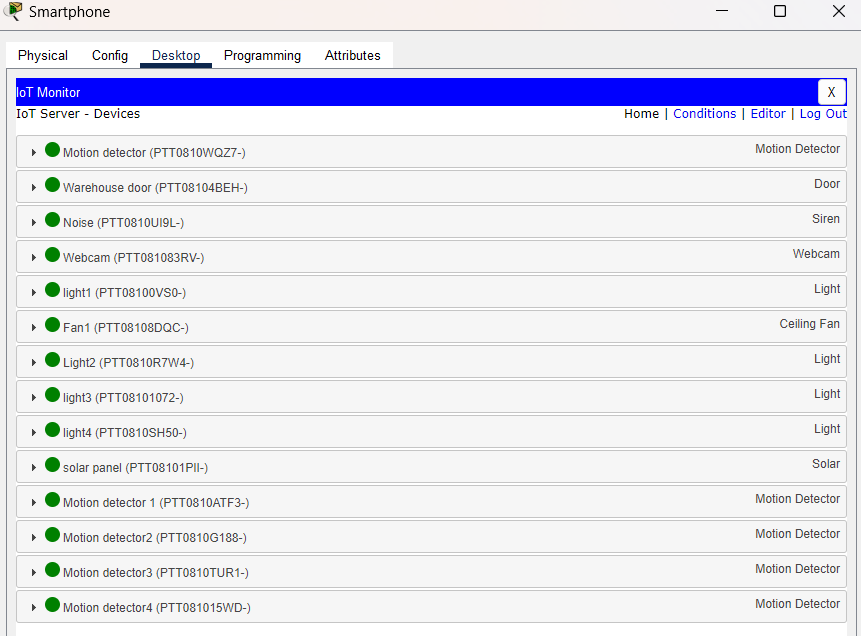 Smartphone
Physical Config Desktop Programming Attributes
IoT Monitor X
IoT Server - Devices Home | Conditions | Editor | Log Out
Motion detector (PTT0810WQZ7-) Motion Detector
Warehouse door (PTT08104BEH-) Door
Noise (PTT0810UI9L-) Siren
Webcam (PTT081083RV-) Webcam
light1 (PTT08100VS0-) Light
Fan1 (PTT08108DQC-) Ceiling Fan
Light2 (PTT0810R7W4-) Light
light3 (PTT08101072-) Light
light4 (PTT0810SH50-) Light
solar panel (PTT08101PII-) Solar
Motion detector 1 (PTT0810ATF3-) Motion Detector
Motion detector2 (PTT0810G188-) Motion Detector
Motion detector3 (PTT0810TUR1-) Motion Detector
Motion detector4 (PTT081015WD-) Motion Detector